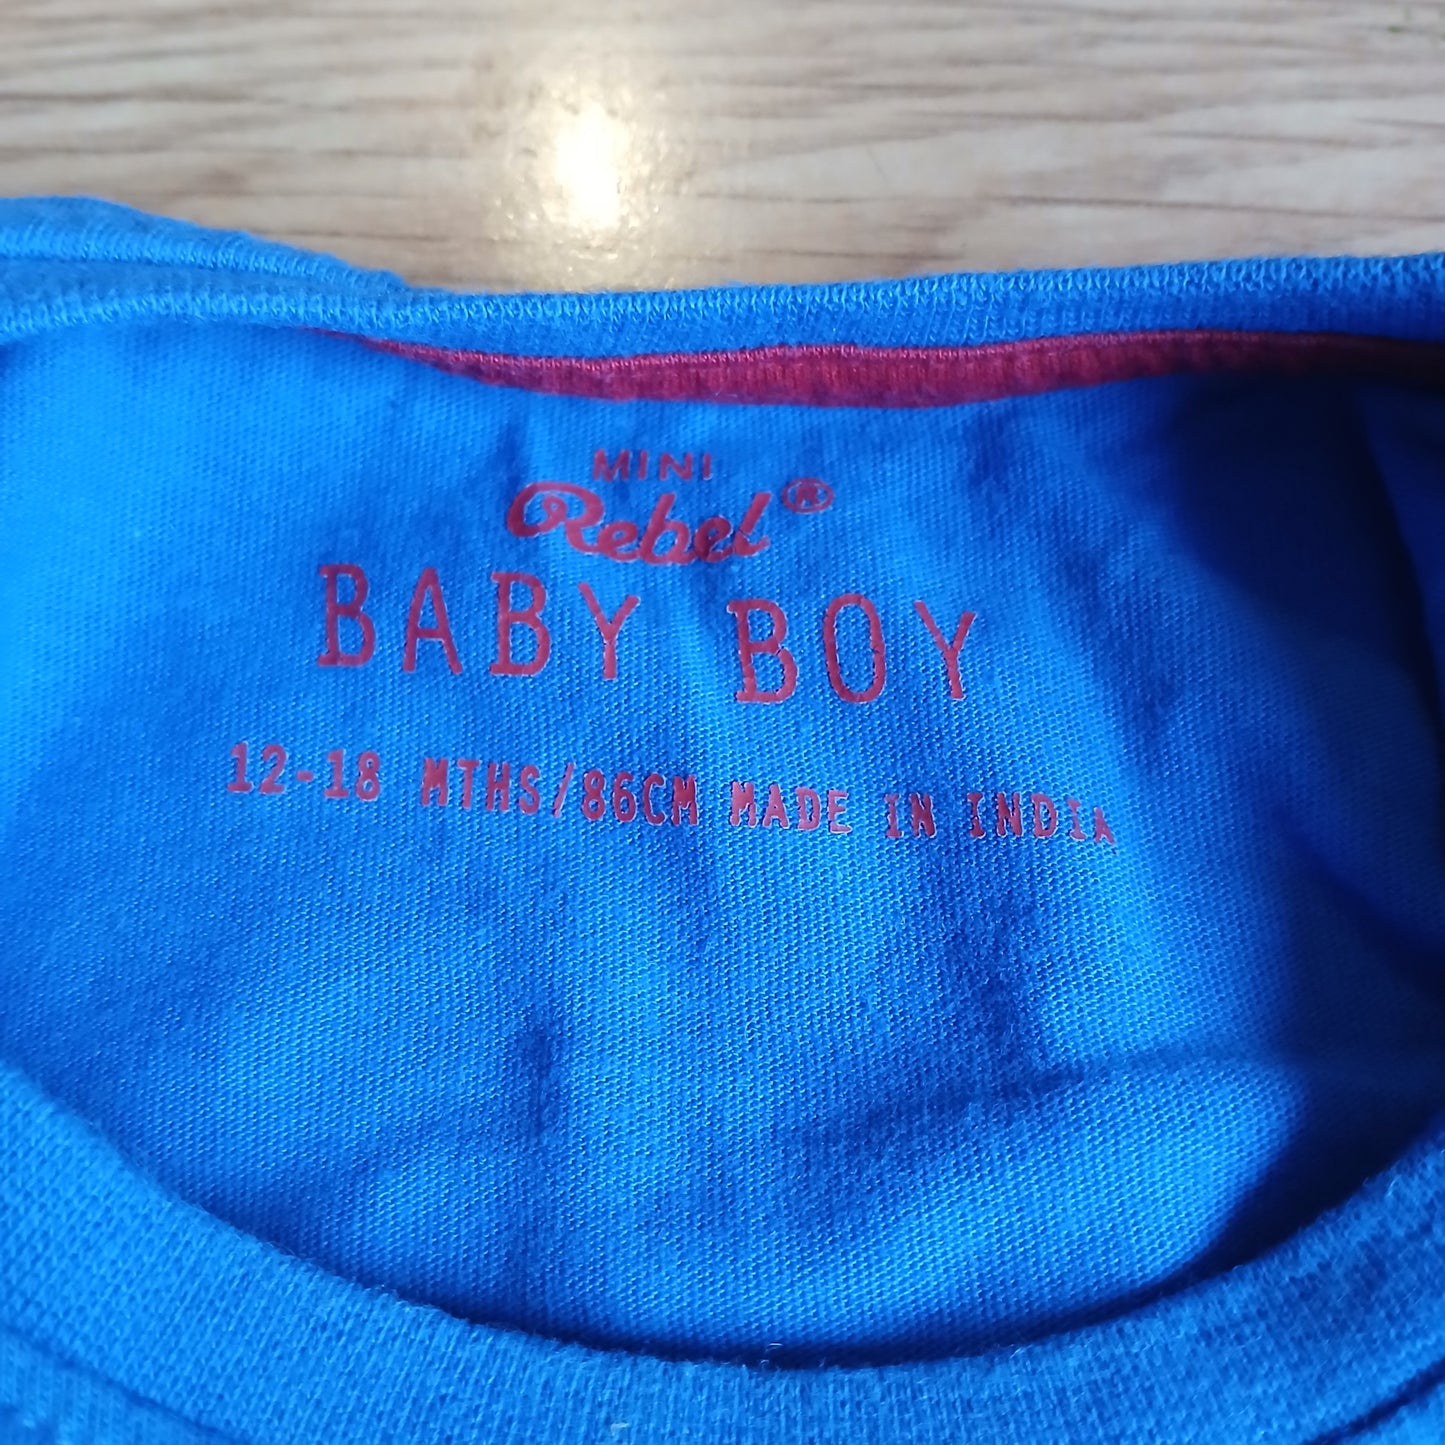 MINI
Rebel®
BABY BOY
12-18 MTHS/86CM MADE IN INDIA